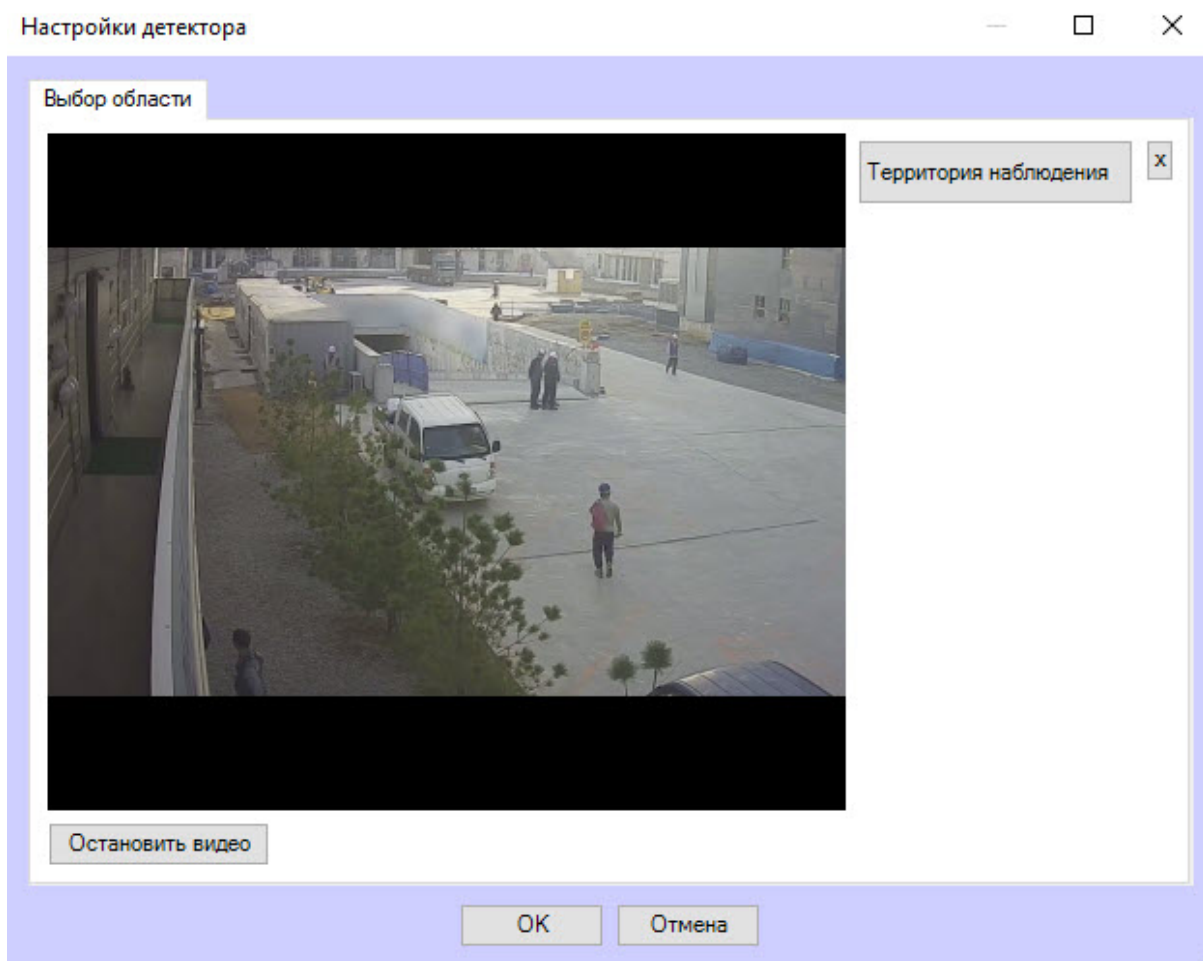 Настройки детектора
Выбор области
Территория наблюдения
x
Остановить видео
OK
Отмена